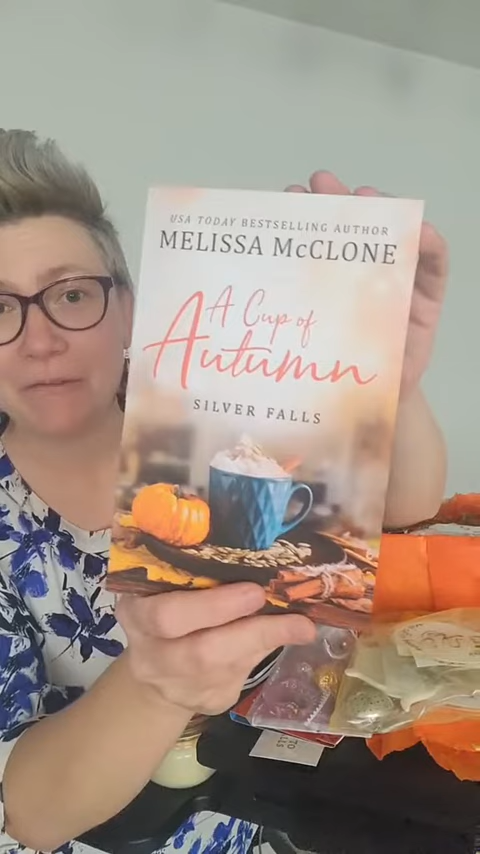 USA TODAY BESTSELLING AUTHOR
MELISSA McCLONE
A Cup of
Autumn
SILVER FALLS